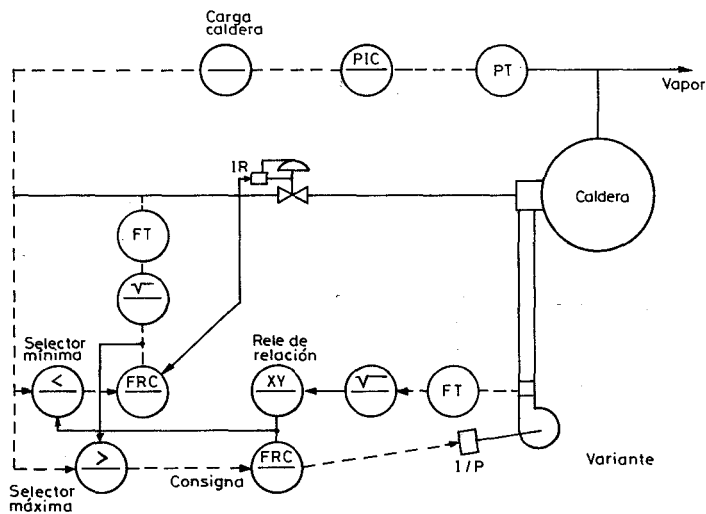 Carga
caldera
PIC
PT
Vapor
IR
Caldera
FT
√
Selector
mínima
<
FRC
Rele de
relación
XY
√
FT
>
Consigna
FRC
I/P
Variante
Selector
máxima